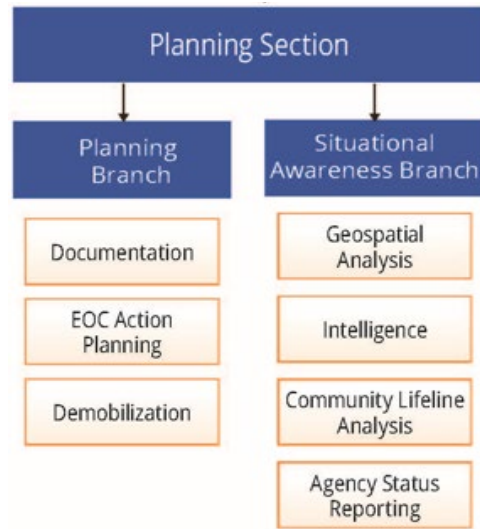 Planning Section
Planning
Branch
Documentation
EOC Action
Planning
Demobilization
Situational
Awareness Branch
Geospatial
Analysis
Intelligence
Community Lifeline
Analysis
Agency Status
Reporting